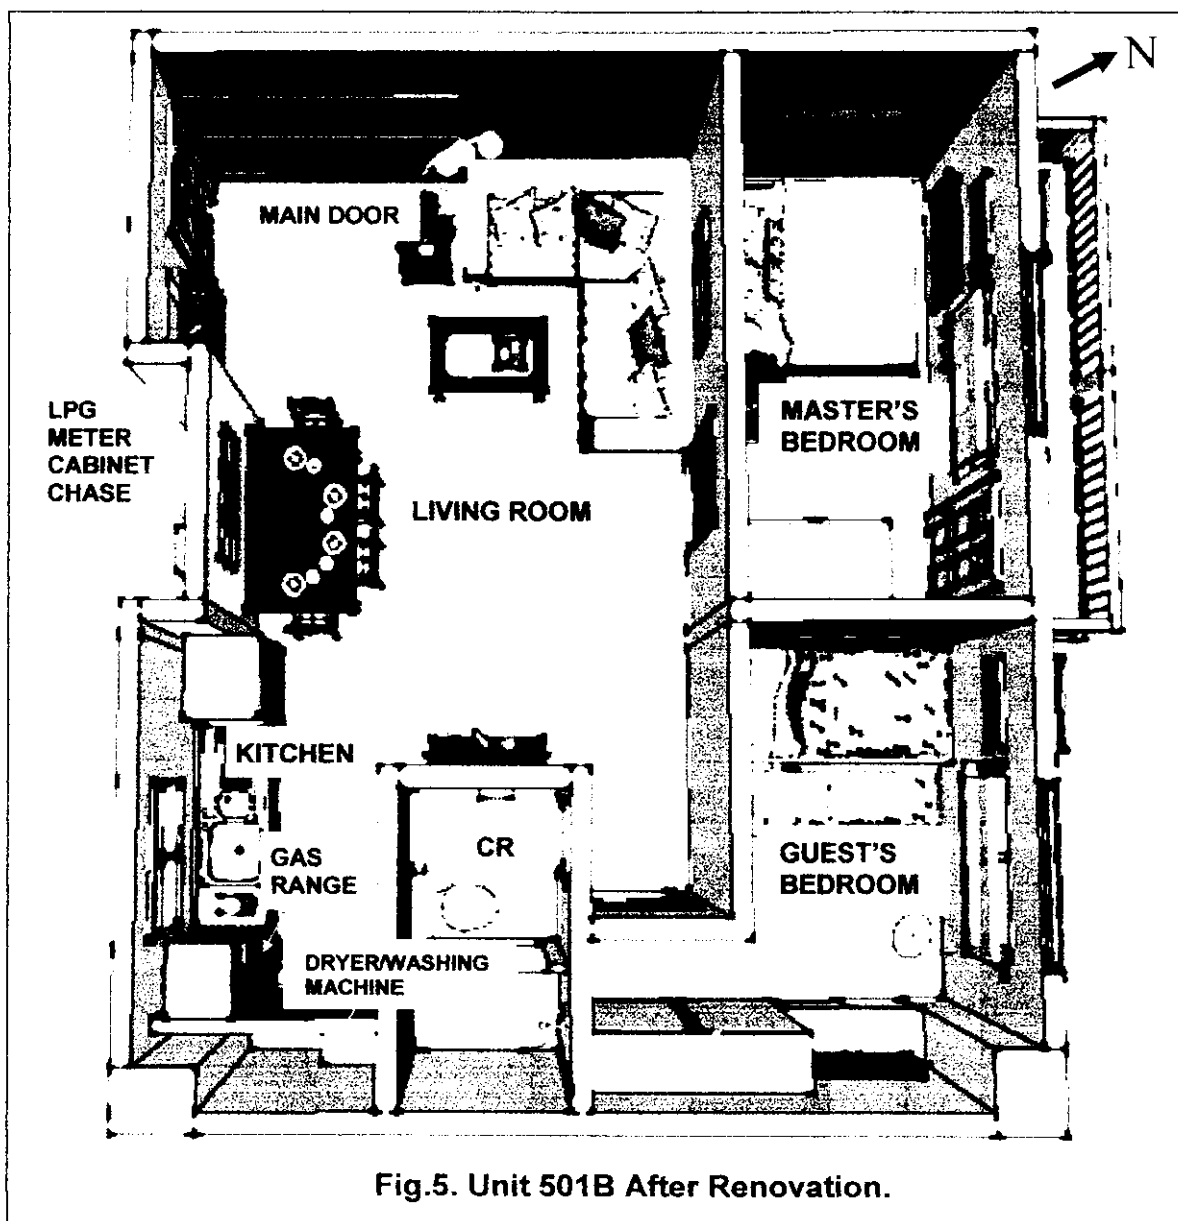 N
MAIN DOOR
LPG
METER
CABINET
CHASE
MASTER'S
BEDROOM
LIVING ROOM
KITCHEN
GAS
RANGE
CR
GUEST'S
BEDROOM
DRYER/WASHING
MACHINE
Fig.5. Unit 501B After Renovation.